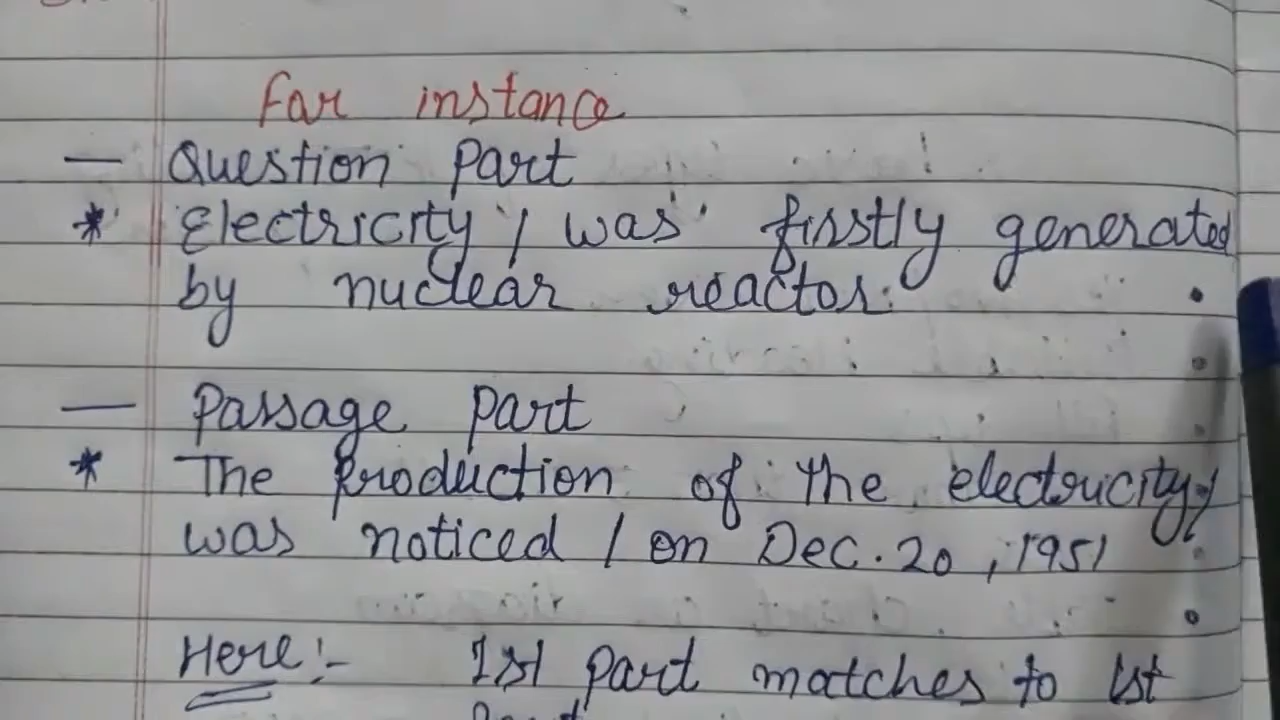 For instance
— Question part
* Electricity / was firstly generated
by nuclear reactor.
— Passage part
* The production of the electricity /
was noticed / on Dec. 20, 1951
Here:- 1st part matches to 1st
Part